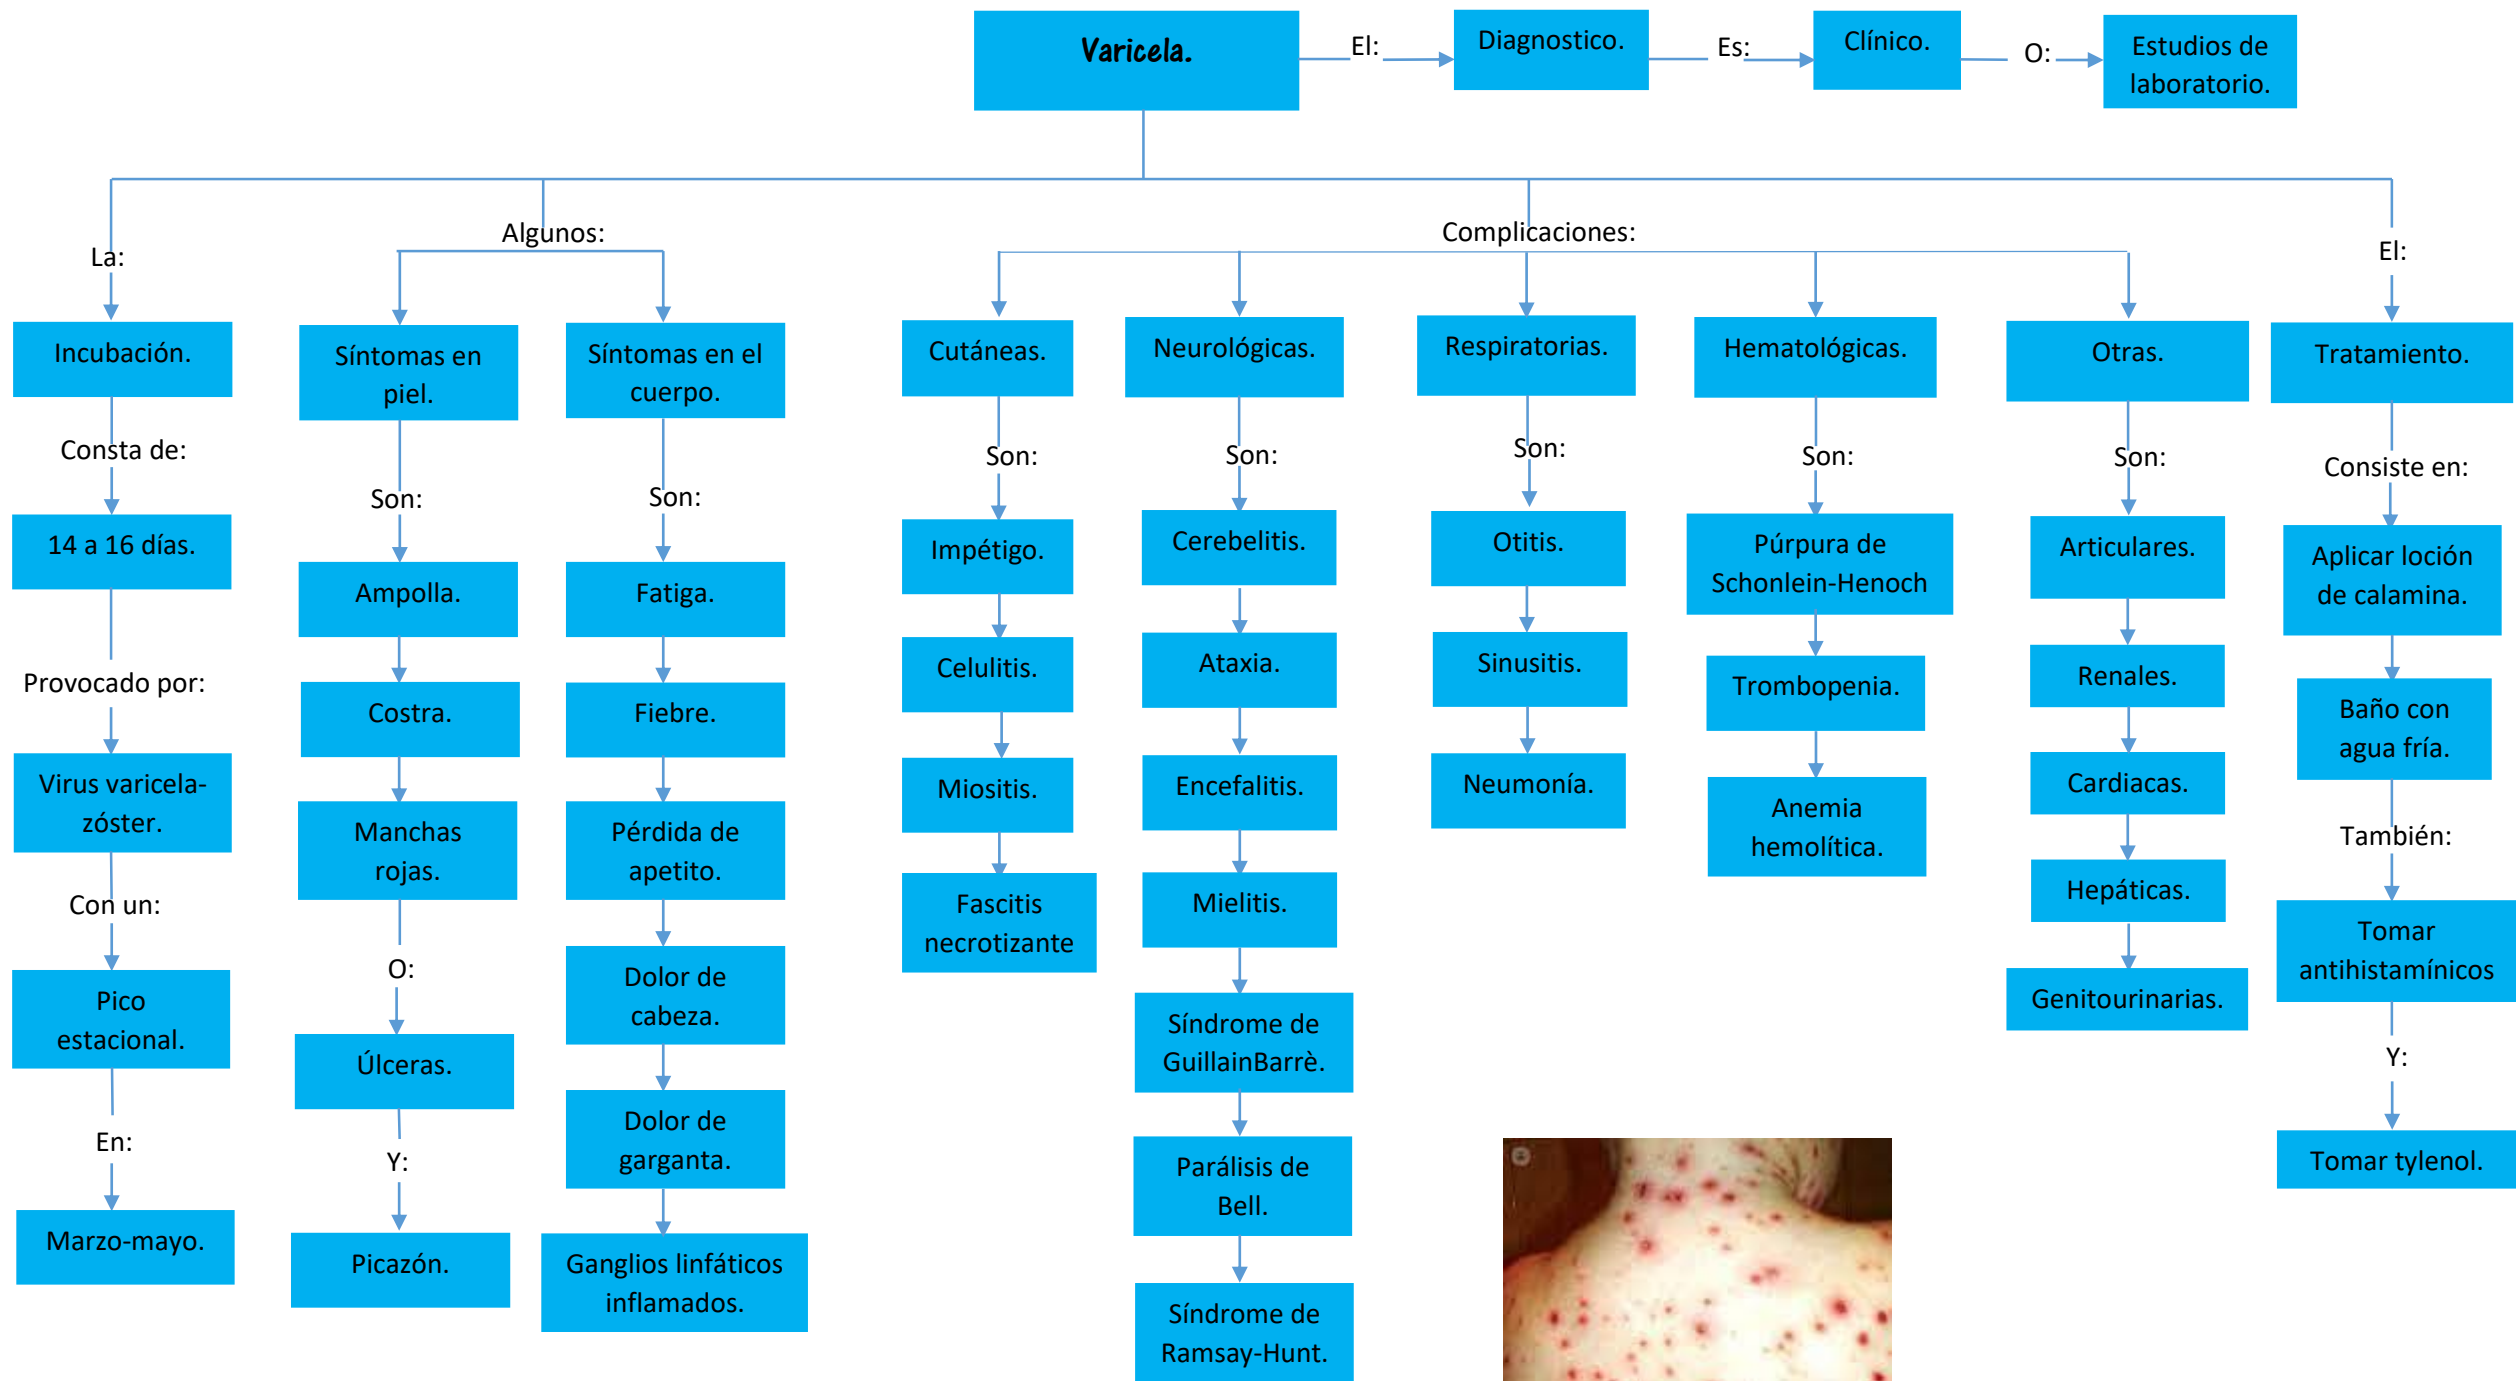 Varicela.
El:
Diagnostico.
Es:
Clínico.
O:
Estudios de
laboratorio.
La:
Incubación.
Consta de:
14 a 16 días.
Provocado por:
Virus varicela-
zóster.
Con un:
Pico
estacional.
En:
Marzo-mayo.
Algunos:
Síntomas en
piel.
Son:
Ampolla.
Costra.
Manchas
rojas.
O:
Úlceras.
Y:
Picazón.
Síntomas en el
cuerpo.
Son:
Fatiga.
Fiebre.
Pérdida de
apetito.
Dolor de
cabeza.
Dolor de
garganta.
Ganglios linfáticos
inflamados.
Complicaciones:
Cutáneas.
Son:
Impétigo.
Celulitis.
Miositis.
Fascitis
necrotizante
Neurológicas.
Son:
Cerebelitis.
Ataxia.
Encefalitis.
Mielitis.
Síndrome de
GuillainBarrè.
Parálisis de
Bell.
Síndrome de
Ramsay-Hunt.
Respiratorias.
Son:
Otitis.
Sinusitis.
Neumonía.
Hematológicas.
Son:
Púrpura de
Schonlein-Henoch
Trombopenia.
Anemia
hemolítica.
Otras.
Son:
Articulares.
Renales.
Cardiacas.
Hepáticas.
Genitourinarias.
El:
Tratamiento.
Consiste en:
Aplicar loción
de calamina.
Baño con
agua fría.
También:
Tomar
antihistamínicos
Y:
Tomar tylenol.